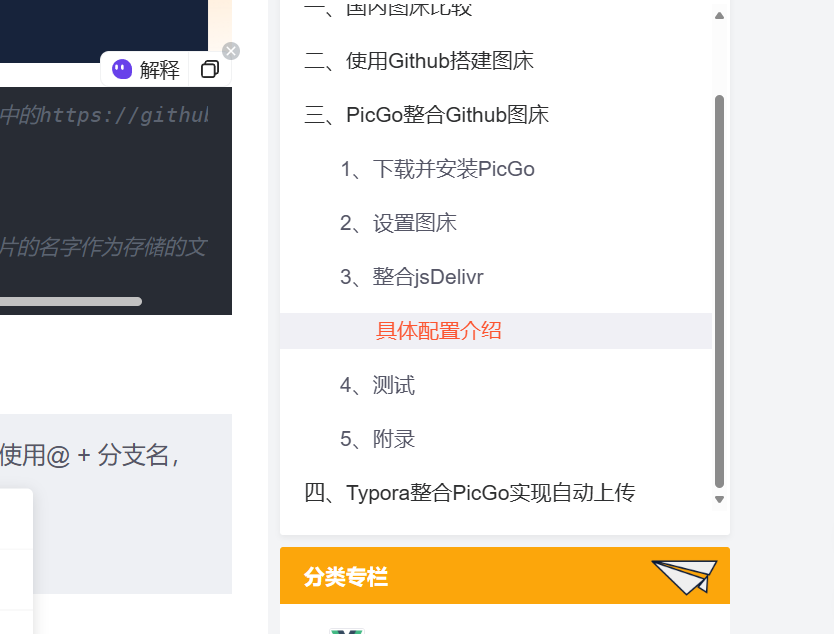 解释
中的https://github
片的名字作为存储的文
使用@ + 分支名，
一、国内图床比较
二、使用Github搭建图床
三、PicGo整合Github图床
1、下载并安装PicGo
2、设置图床
3、整合jsDelivr
具体配置介绍
4、测试
5、附录
四、Typora整合PicGo实现自动上传
分类专栏